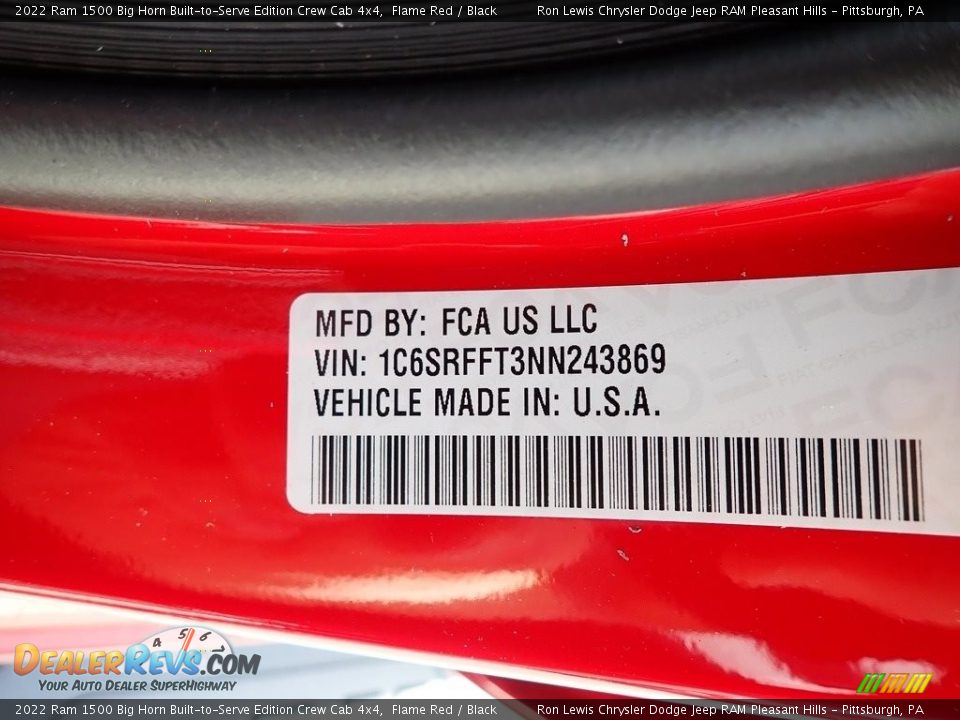 2022 Ram 1500 Big Horn Built-to-Serve Edition Crew Cab 4x4, Flame Red / Black Ron Lewis Chrysler Dodge Jeep RAM Pleasant Hills - Pittsburgh, PA
MFD BY: FCA US LLC
VIN: 1C6SRFFT3NN243869
VEHICLE MADE IN: U.S.A.
4 5 6
DealerRevs.com
Your Auto Dealer SuperHighway
2022 Ram 1500 Big Horn Built-to-Serve Edition Crew Cab 4x4, Flame Red / Black Ron Lewis Chrysler Dodge Jeep RAM Pleasant Hills - Pittsburgh, PA